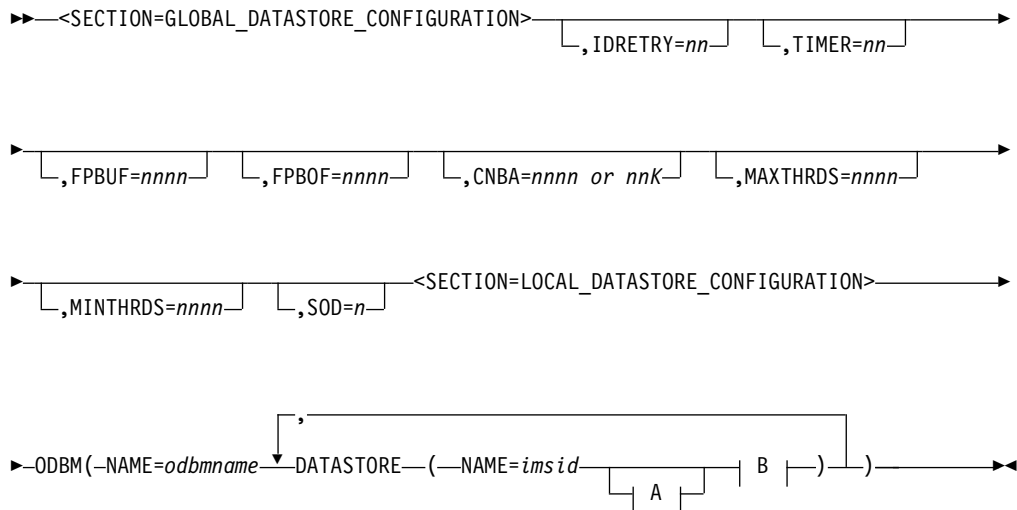 <SECTION=GLOBAL_DATASTORE_CONFIGURATION> ,IDRETRY=nn ,TIMER=nn
,FPBUF=nnnn ,FPBOF=nnnn ,CNBA=nnnn or nnK ,MAXTHRDS=nnnn
,MINTHRDS=nnnn ,SOD=n <SECTION=LOCAL_DATASTORE_CONFIGURATION>
,
ODBM( NAME=odbmname DATASTORE ( NAME=imsid A B ) )